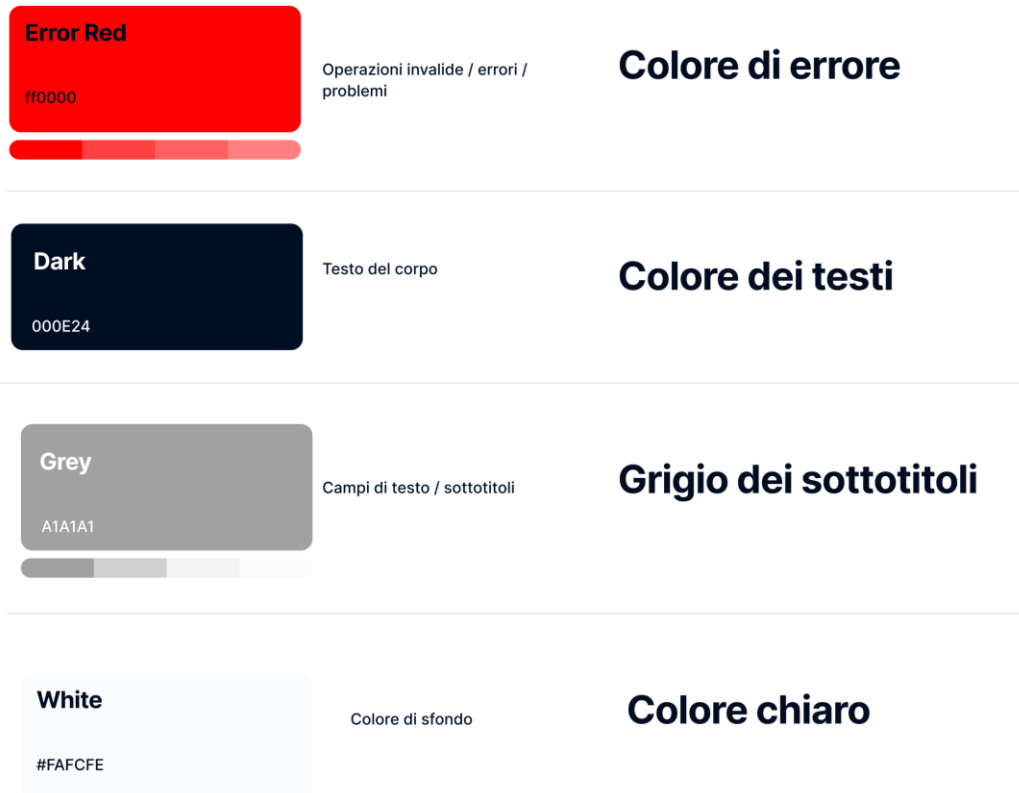 Error Red
ff0000
Operazioni invalide / errori /
problemi
Colore di errore
Dark
000E24
Testo del corpo
Colore dei testi
Grey
A1A1A1
Campi di testo / sottotitoli
Grigio dei sottotitoli
White
#FAFCFE
Colore di sfondo
Colore chiaro